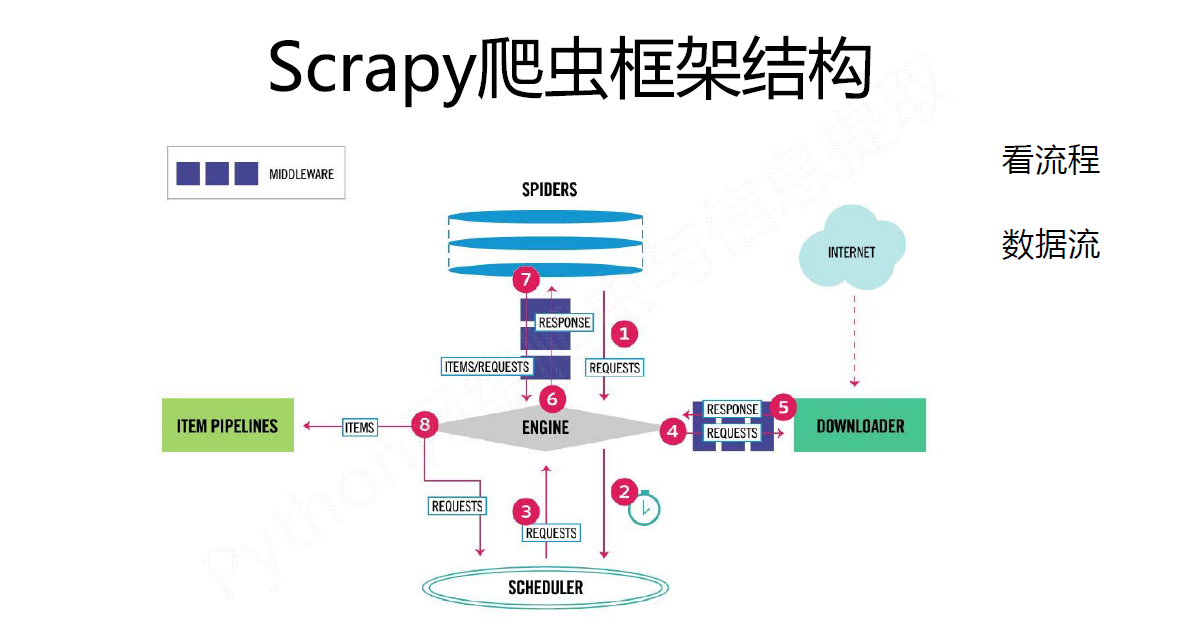 Scrapy爬虫框架结构
MIDDLEWARE
看流程
数据流
SPIDERS
INTERNET
7
RESPONSE
1
ITEMS/REQUESTS
REQUESTS
6
ITEM PIPELINES
ITEMS
8
ENGINE
4
RESPONSE
5
REQUESTS
DOWNLOADER
REQUESTS
3
REQUESTS
2
SCHEDULER